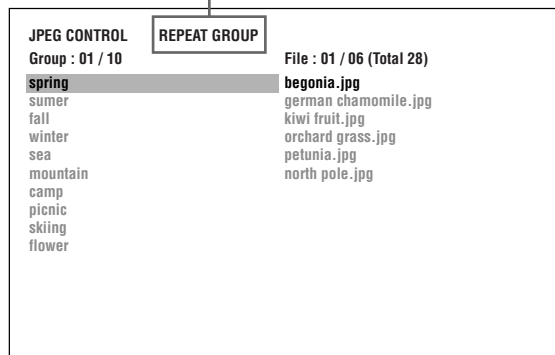 JPEG CONTROL REPEAT GROUP
Group : 01 / 10 File : 01 / 06 (Total 28)
spring begonia.jpg
sumer german chamomile.jpg
fall kiwi fruit.jpg
winter orchard grass.jpg
sea petunia.jpg
mountain north pole.jpg
camp
picnic
skiing
flower